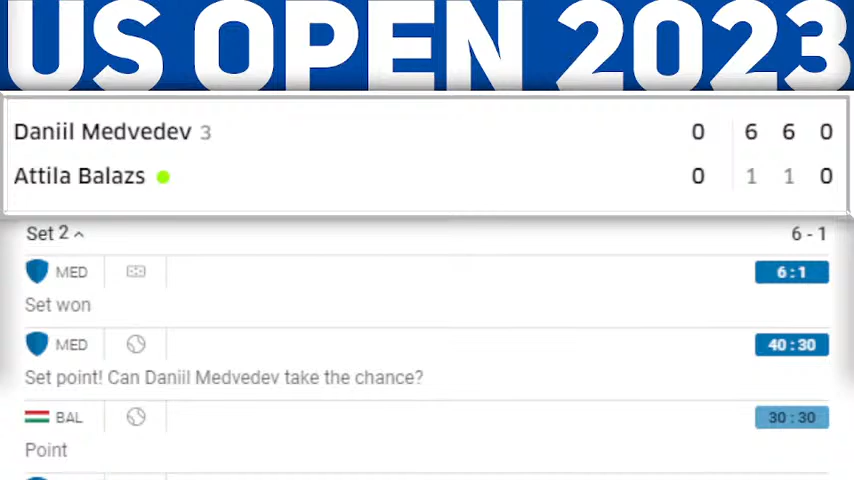 US OPEN 2023
Daniil Medvedev 3 0 6 6 0
Attila Balazs 0 1 1 0
Set 2 6 - 1
MED 6 : 1
Set won
MED 40 : 30
Set point! Can Daniil Medvedev take the chance?
BAL 30 : 30
Point